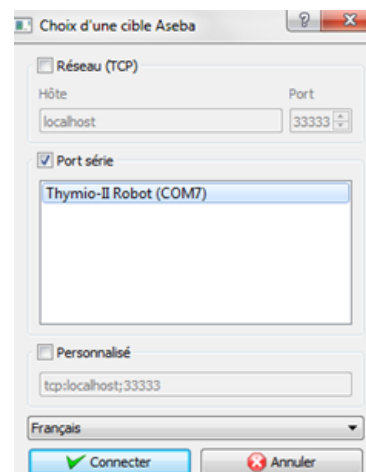 Choix d'une cible Aseba
Réseau (TCP)
Hôte Port
localhost 33333
Port série
Thymio-II Robot (COM7)
Personnalisé
tcp:localhost;33333
Français
Connecter Annuler